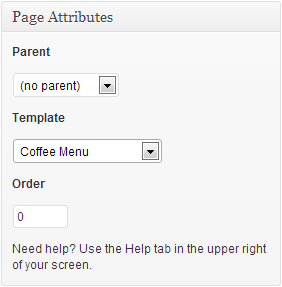 Page Attributes
Parent
(no parent)
Template
Coffee Menu
Order
0
Need help? Use the Help tab in the upper right
of your screen.